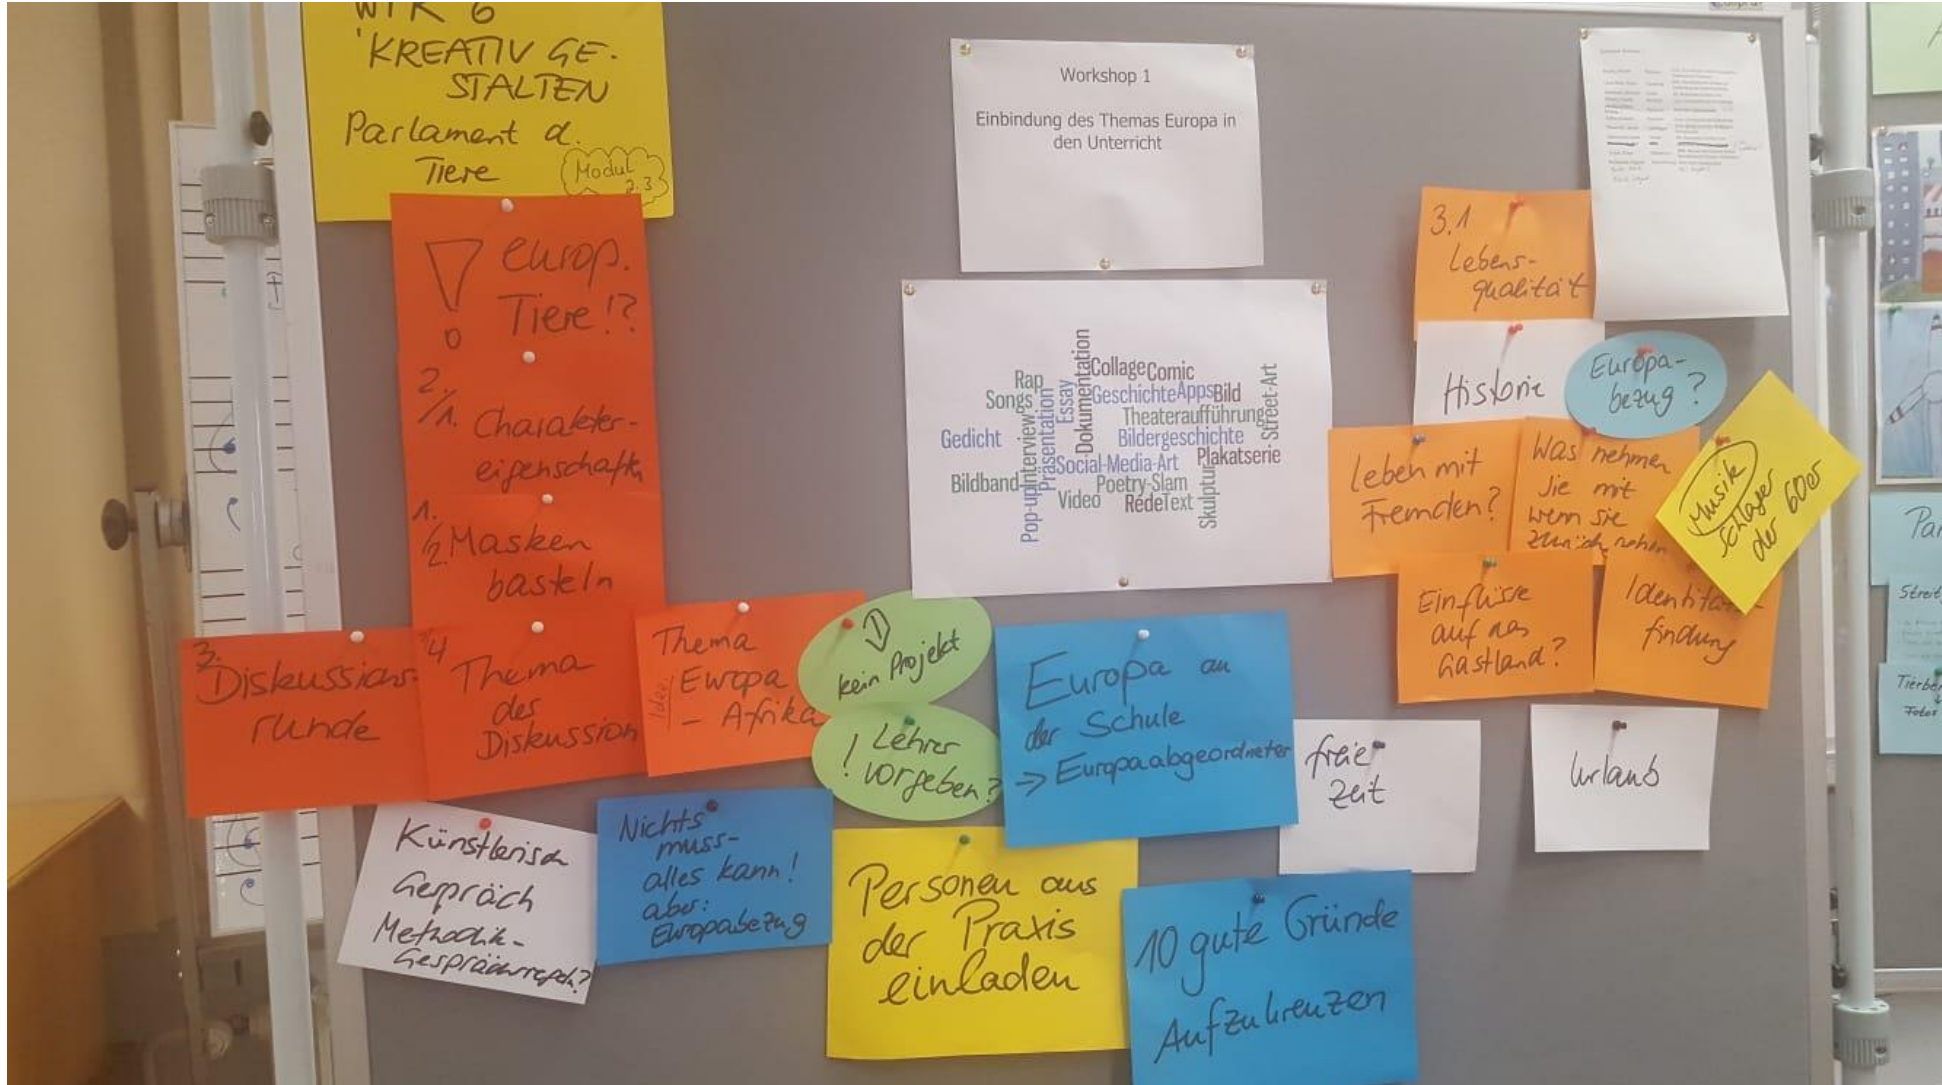 WPK 6
'KREATIV GE-
STALTEN
Parlament d.
Tiere
Modul
2.3
! europ.
Tiere!?
2./1. Charakter-
eigenschaft
1./2. Masken
basteln
3.
Diskussions-
runde
4
Thema
der
Diskussion
Thema
Idee: Europa
- Afrika
kein Projekt
! Lehrer
vorgeben?
Künstlerisch
Gespräch
Methodik-
Gesprächsregeln?
Nichts
muss-
alles kann!
aber:
Europabezug
Workshop 1
Einbindung des Themas Europa in
den Unterricht
Rap
Songs
Gedicht
Bildband
Pop-up
Interview
Präsentation
Essay
Dokumentation
Collage
Comic
Geschichte
Apps
Bild
Theateraufführung
Street-Art
Bildergeschichte
Social-Media-Art
Plakatserie
Poetry-Slam
Video
Rede
Text
Skulptur
Europa an
der Schule
→ Europaabgeordneter
Personen aus
der Praxis
einladen
10 gute Gründe
Aufzukreuzen
3.1
Lebens-
qualität
Historie
Europa-
bezug?
Leben mit
Fremden?
Was nehmen
Sie mit
wenn sie
Musik
Schlager
der 60er
Einflüsse
auf das
Gastland?
Identitäts-
findung
freie
Zeit
Urlaub
Streit